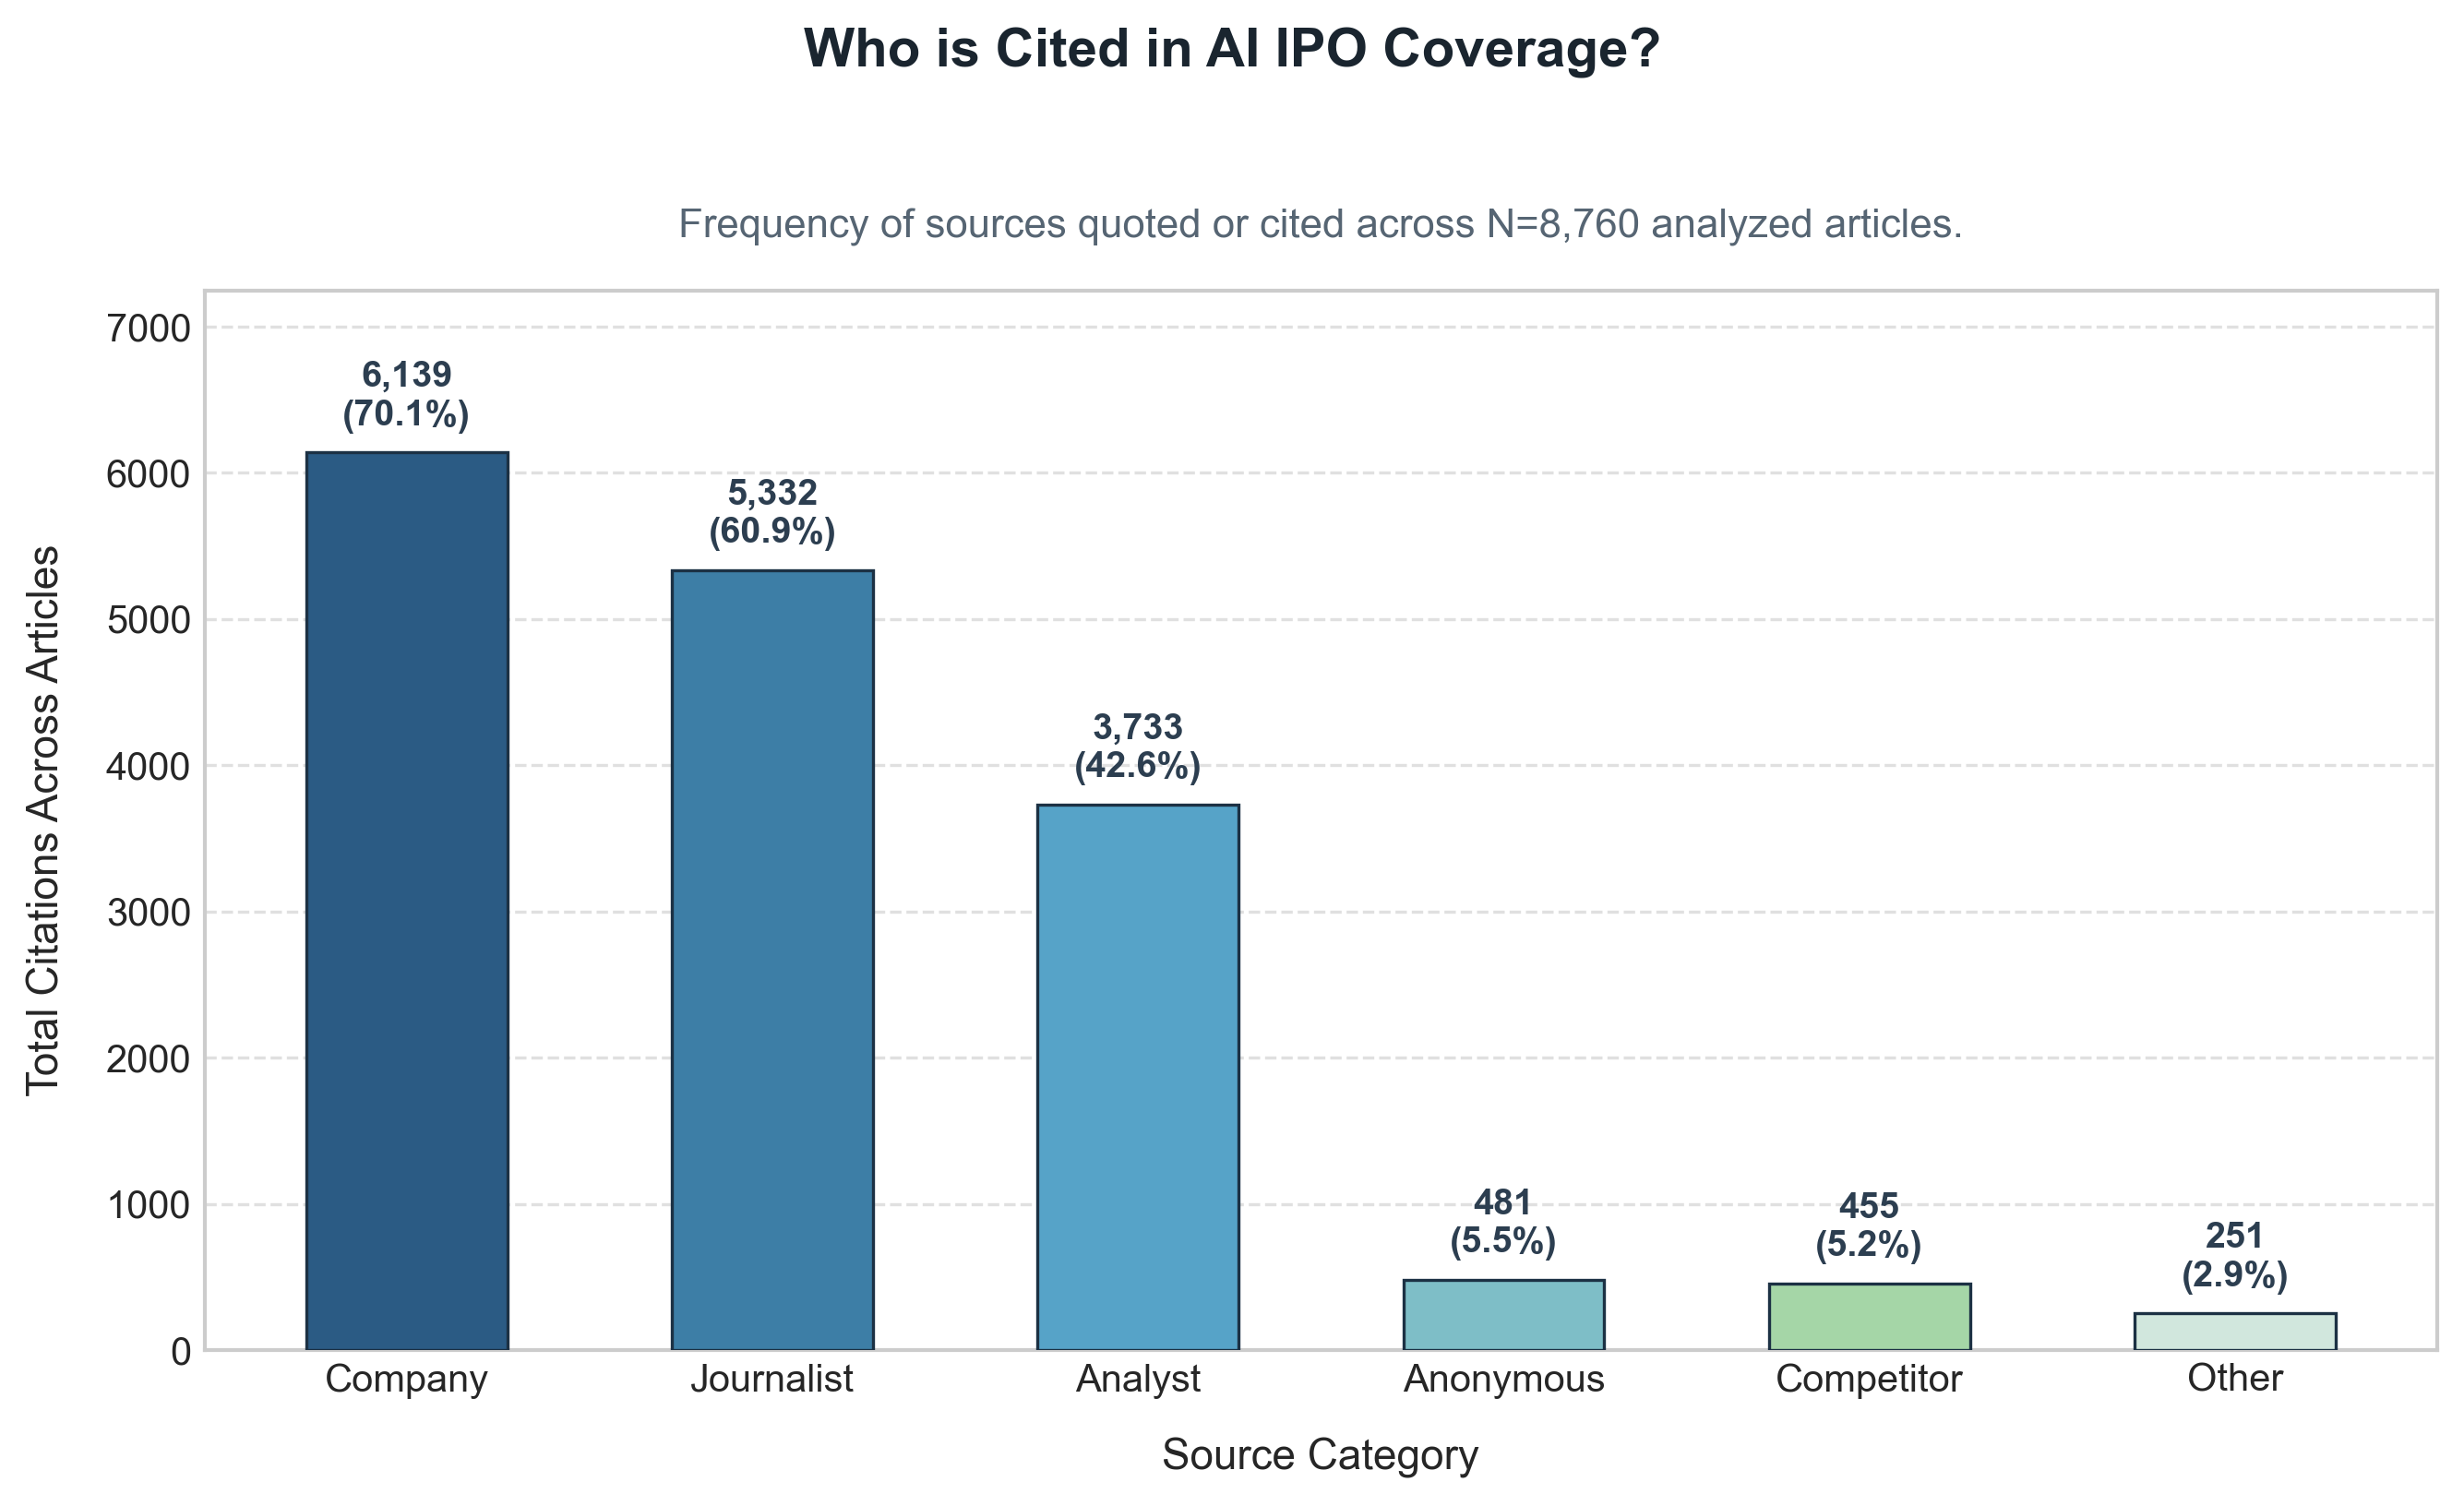 Who is Cited in AI IPO Coverage?
Frequency of sources quoted or cited across N=8,760 analyzed articles.
Total Citations Across Articles
7000
6000
5000
4000
3000
2000
1000
0
6,139
(70.1%)
5,332
(60.9%)
3,733
(42.6%)
481
(5.5%)
455
(5.2%)
251
(2.9%)
Company
Journalist
Analyst
Anonymous
Competitor
Other
Source Category